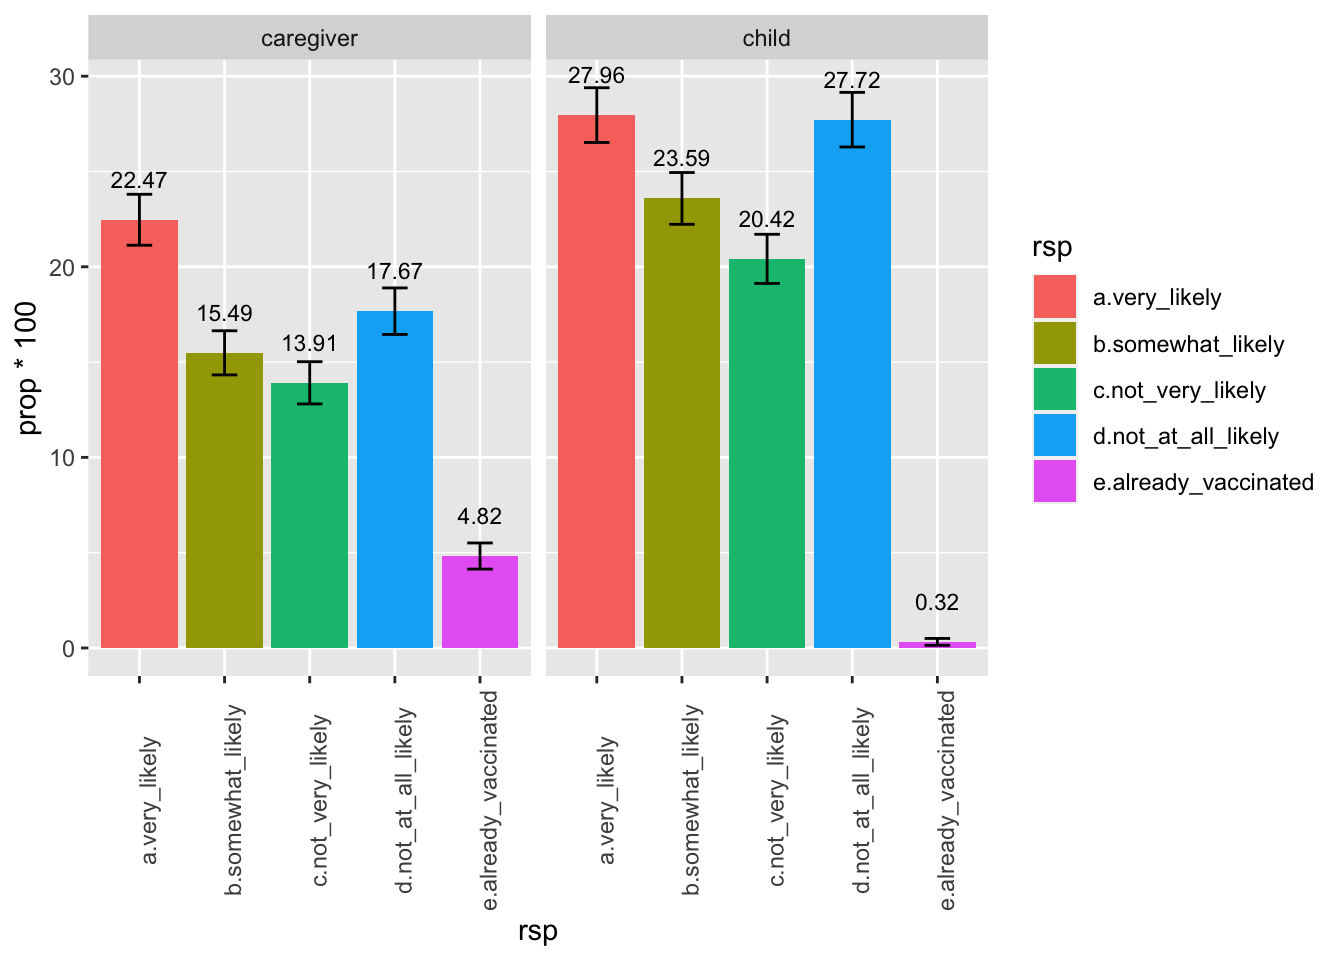 caregiver
child
prop * 100
30
20
10
0
22.47
15.49
13.91
17.67
4.82
27.96
23.59
20.42
27.72
0.32
a.very_likely
b.somewhat_likely
c.not_very_likely
d.not_at_all_likely
e.already_vaccinated
a.very_likely
b.somewhat_likely
c.not_very_likely
d.not_at_all_likely
e.already_vaccinated
rsp
rsp
a.very_likely
b.somewhat_likely
c.not_very_likely
d.not_at_all_likely
e.already_vaccinated